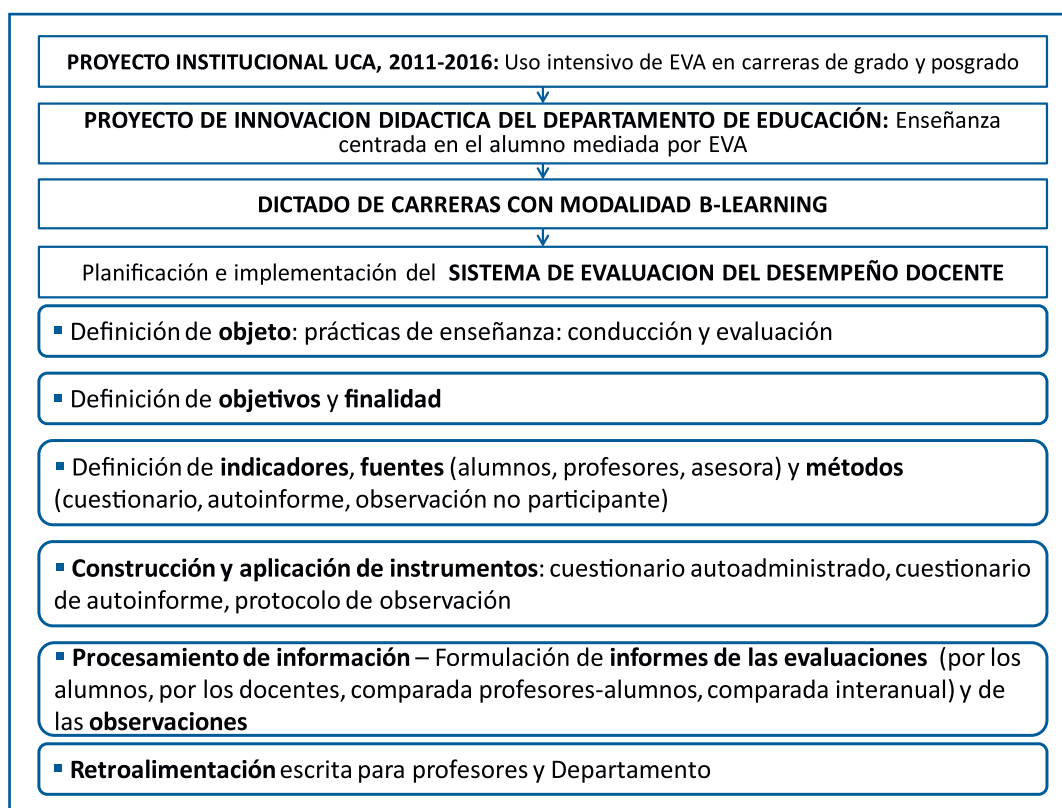 PROYECTO INSTITUCIONAL UCA, 2011-2016: Uso intensivo de EVA en carreras de grado y posgrado
PROYECTO DE INNOVACION DIDACTICA DEL DEPARTAMENTO DE EDUCACIÓN: Enseñanza
centrada en el alumno mediada por EVA
DICTADO DE CARRERAS CON MODALIDAD B-LEARNING
Planificación e implementación del SISTEMA DE EVALUACION DEL DESEMPEÑO DOCENTE
▪ Definición de objeto: prácticas de enseñanza: conducción y evaluación
▪ Definición de objetivos y finalidad
▪ Definición de indicadores, fuentes (alumnos, profesores, asesora) y métodos
(cuestionario, autoinforme, observación no participante)
▪ Construcción y aplicación de instrumentos: cuestionario autoadministrado, cuestionario
de autoinforme, protocolo de observación
▪ Procesamiento de información – Formulación de informes de las evaluaciones (por los
alumnos, por los docentes, comparada profesores-alumnos, comparada interanual) y de
las observaciones
▪ Retroalimentación escrita para profesores y Departamento